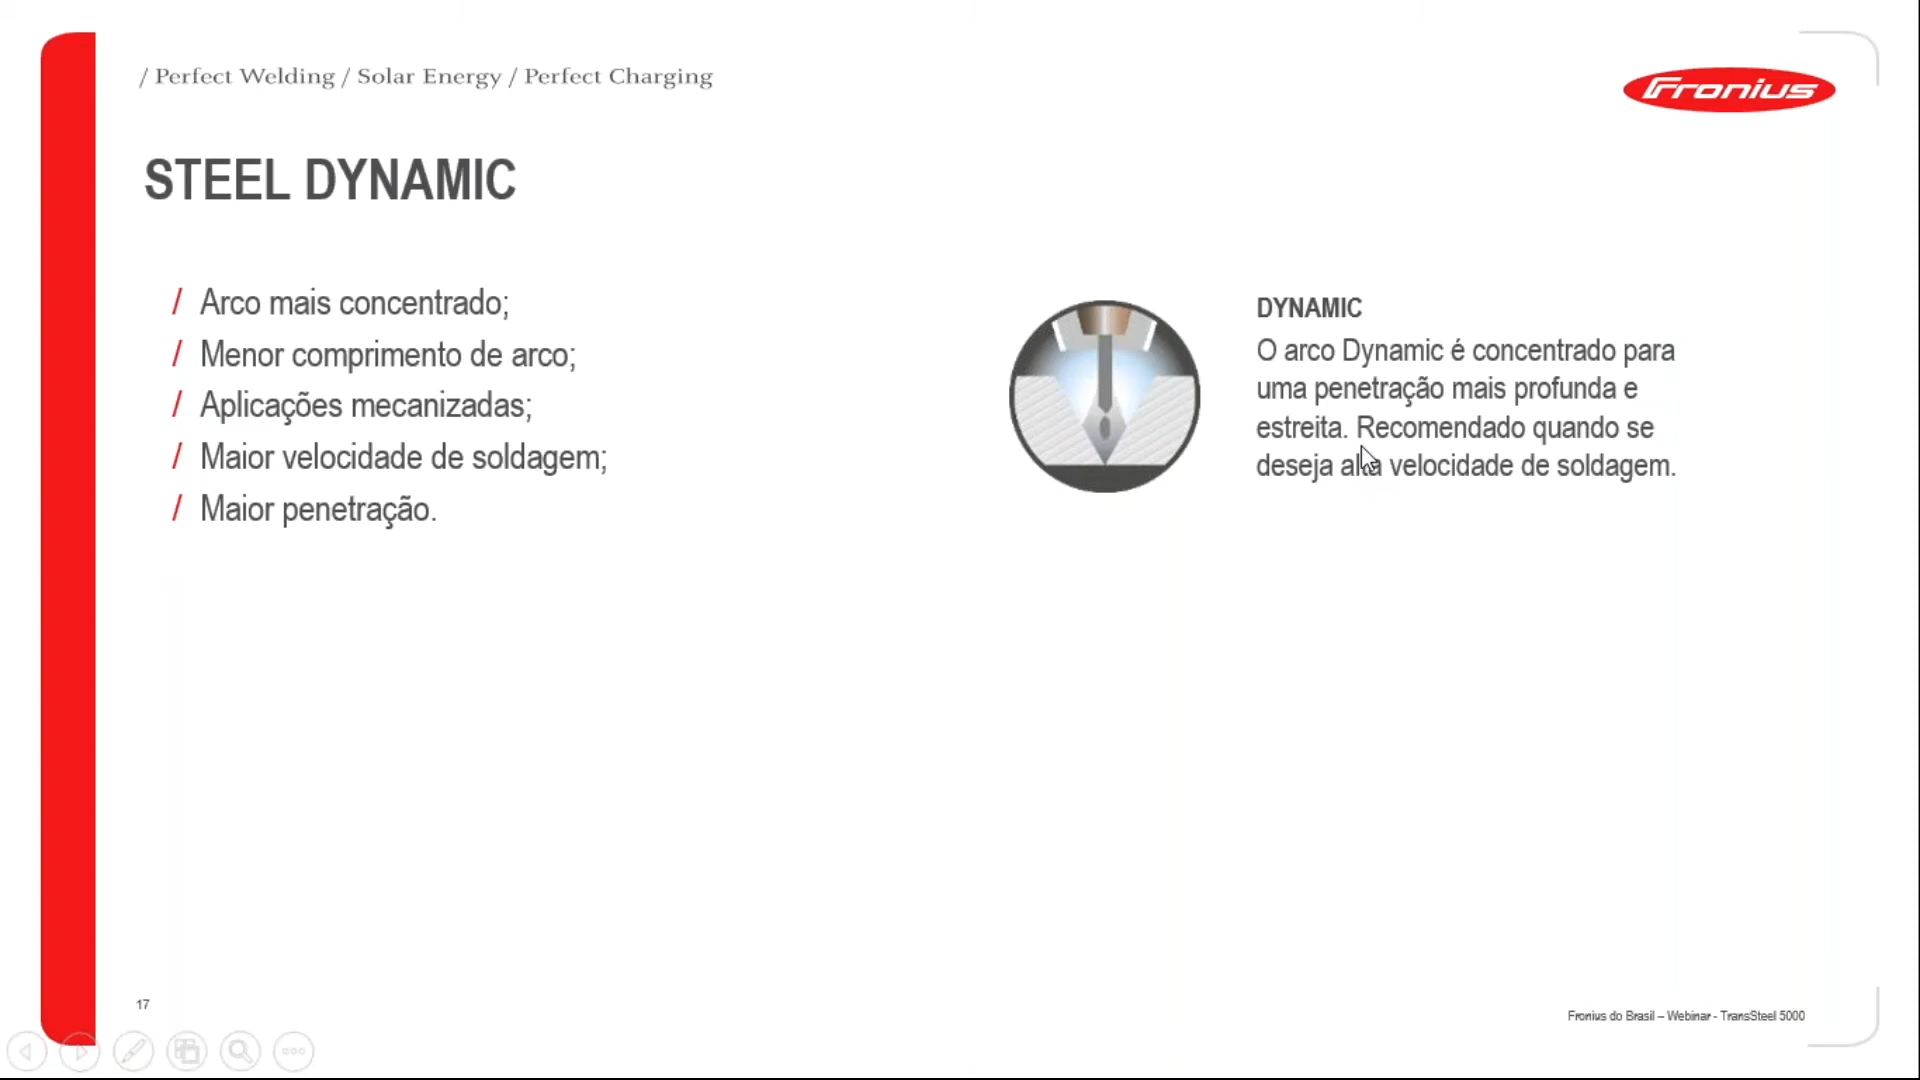 / Perfect Welding / Solar Energy / Perfect Charging
Fronius
STEEL DYNAMIC
/ Arco mais concentrado;
/ Menor comprimento de arco;
/ Aplicações mecanizadas;
/ Maior velocidade de soldagem;
/ Maior penetração.
DYNAMIC
O arco Dynamic é concentrado para
uma penetração mais profunda e
estreita. Recomendado quando se
deseja alta velocidade de soldagem.
17
Fronius do Brasil – Webinar - TransSteel 5000